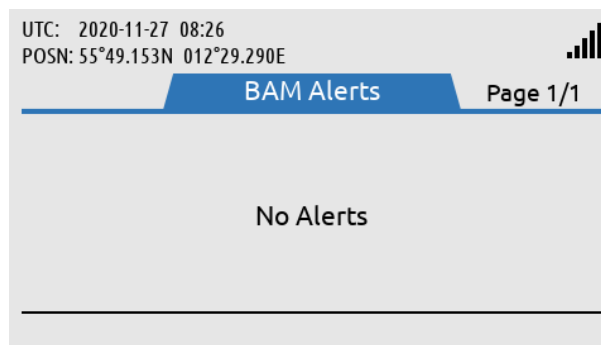 UTC: 2020-11-27 08:26
POSN: 55°49.153N 012°29.290E
BAM Alerts
Page 1/1
No Alerts